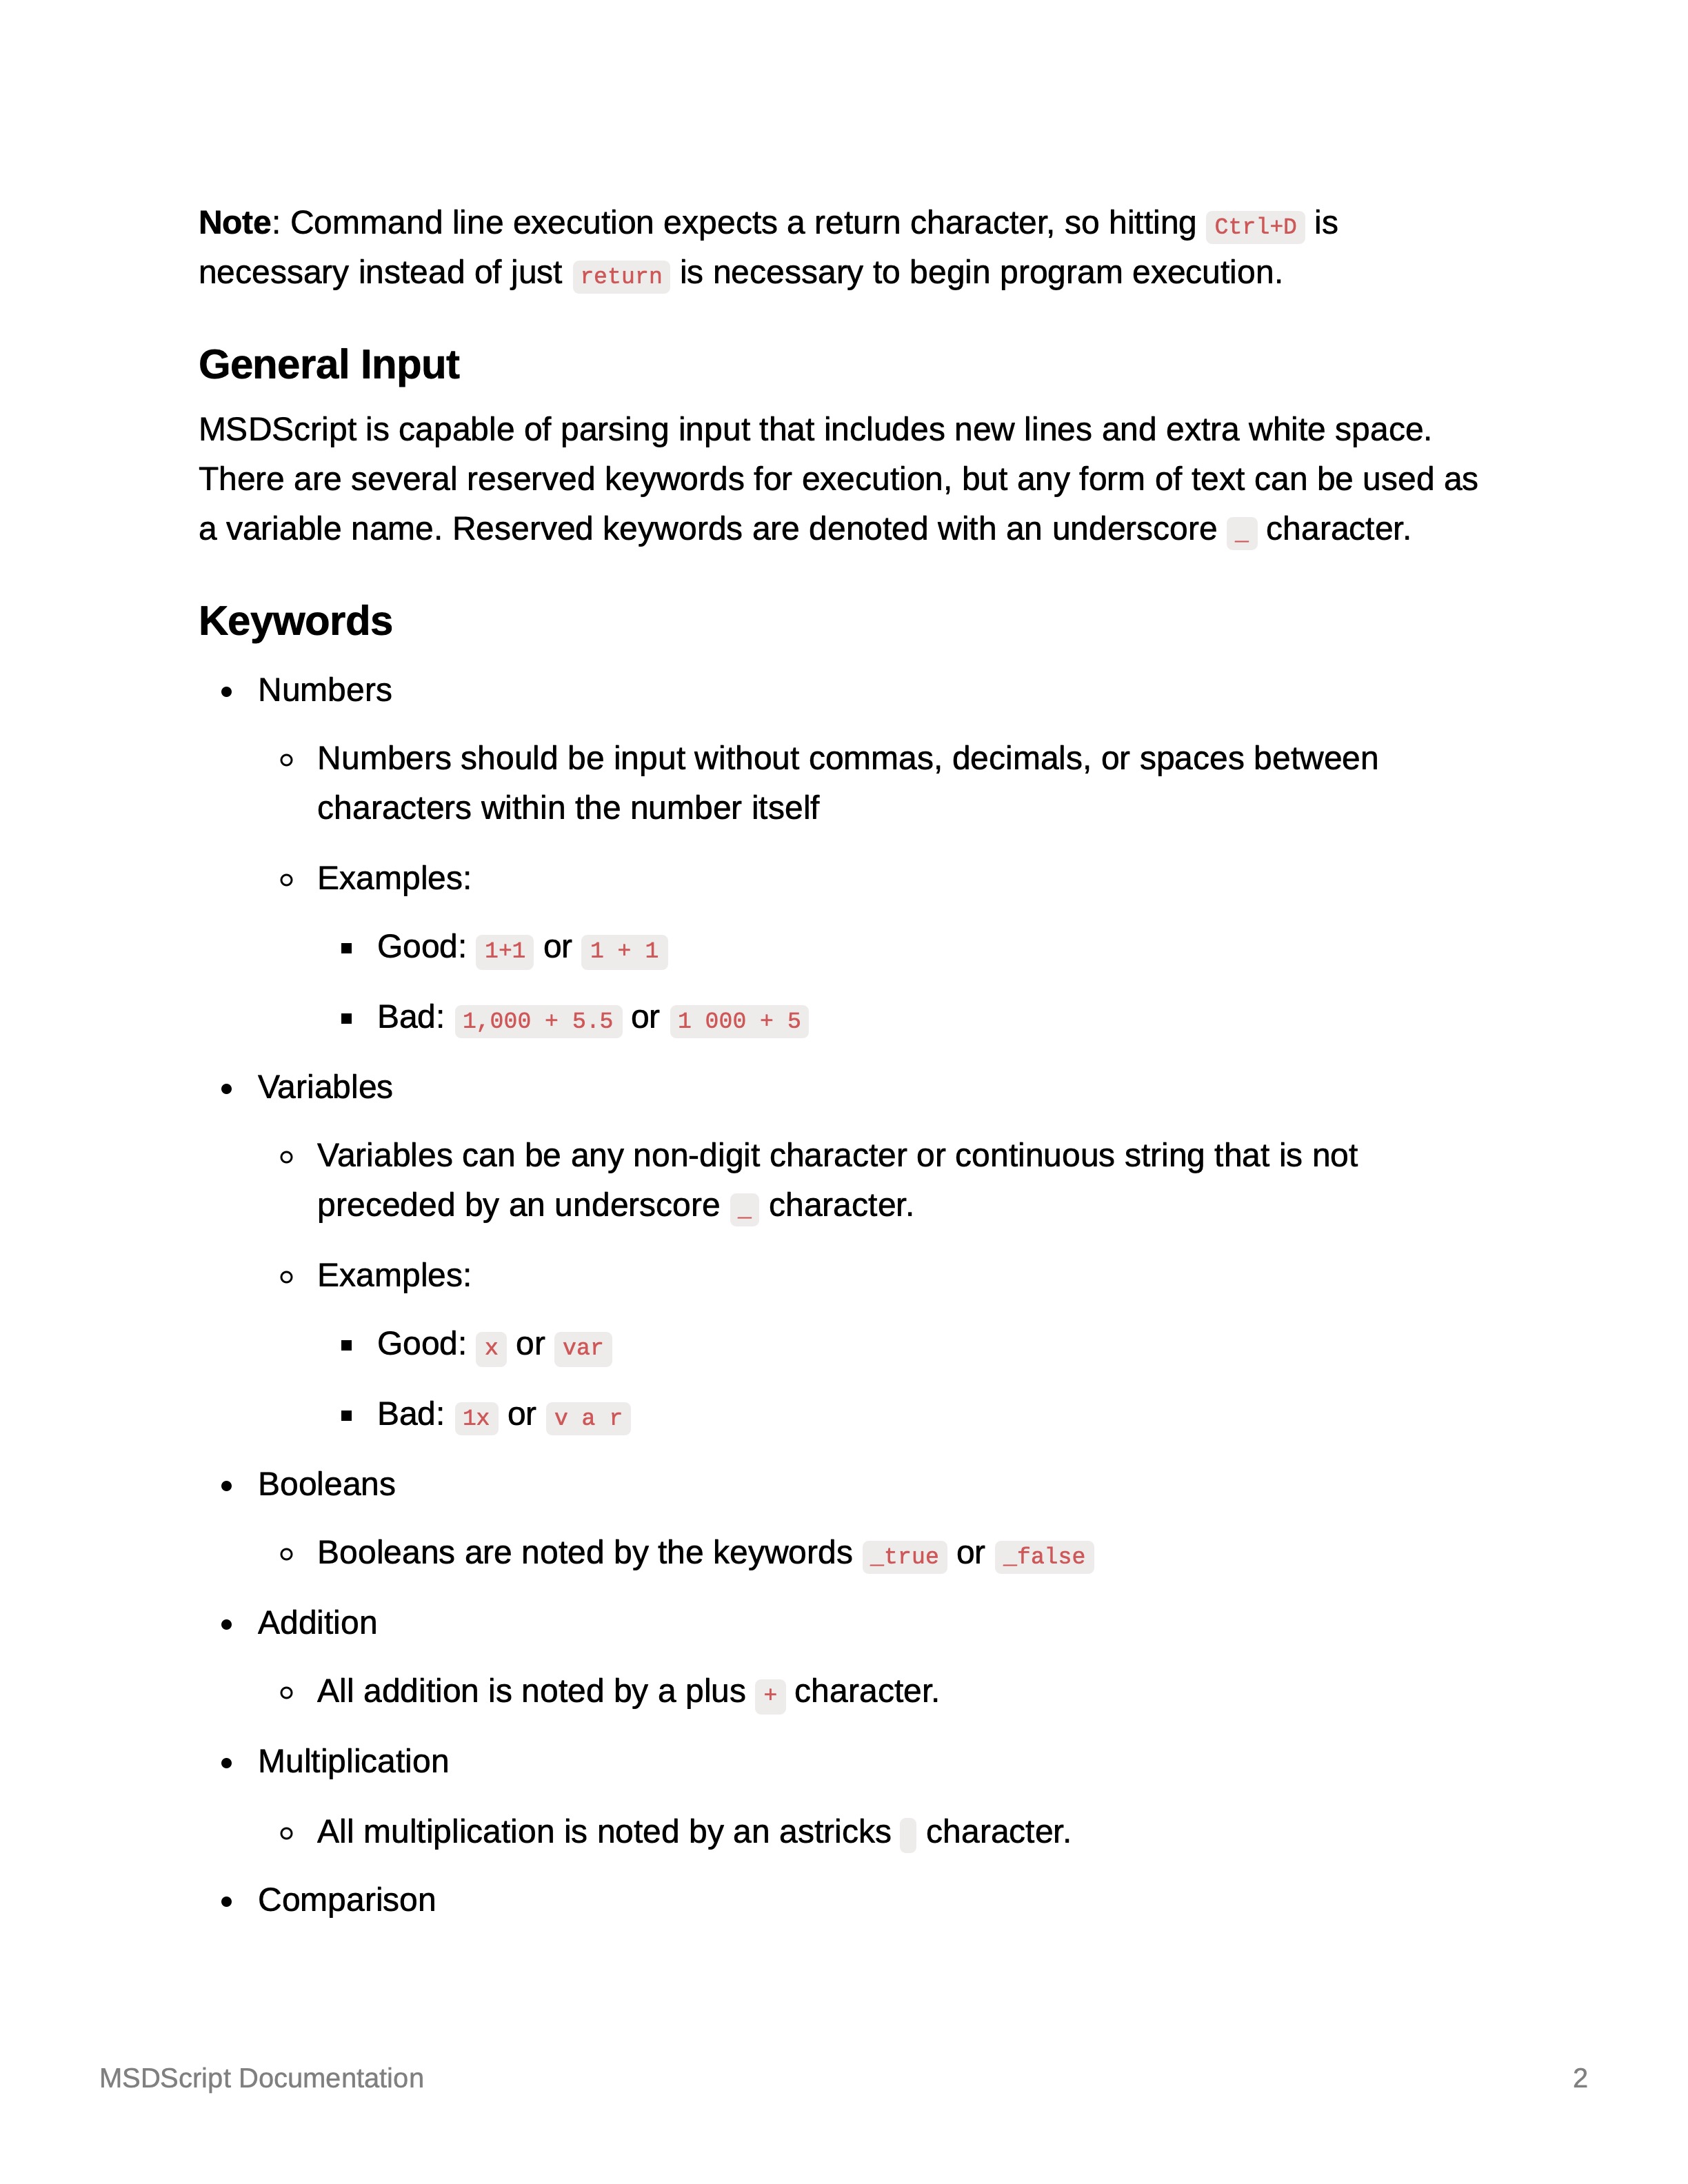 Note: Command line execution expects a return character, so hitting Ctrl+D is
necessary instead of just return is necessary to begin program execution.
General Input
MSDScript is capable of parsing input that includes new lines and extra white space.
There are several reserved keywords for execution, but any form of text can be used as
a variable name. Reserved keywords are denoted with an underscore _ character.
Keywords
• Numbers
◦ Numbers should be input without commas, decimals, or spaces between
characters within the number itself
◦ Examples:
▪ Good: 1+1 or 1 + 1
▪ Bad: 1,000 + 5.5 or 1 000 + 5
• Variables
◦ Variables can be any non-digit character or continuous string that is not
preceded by an underscore _ character.
◦ Examples:
▪ Good: x or var
▪ Bad: 1x or v a r
• Booleans
◦ Booleans are noted by the keywords _true or _false
• Addition
◦ All addition is noted by a plus + character.
• Multiplication
◦ All multiplication is noted by an astricks character.
• Comparison
MSDScript Documentation 2